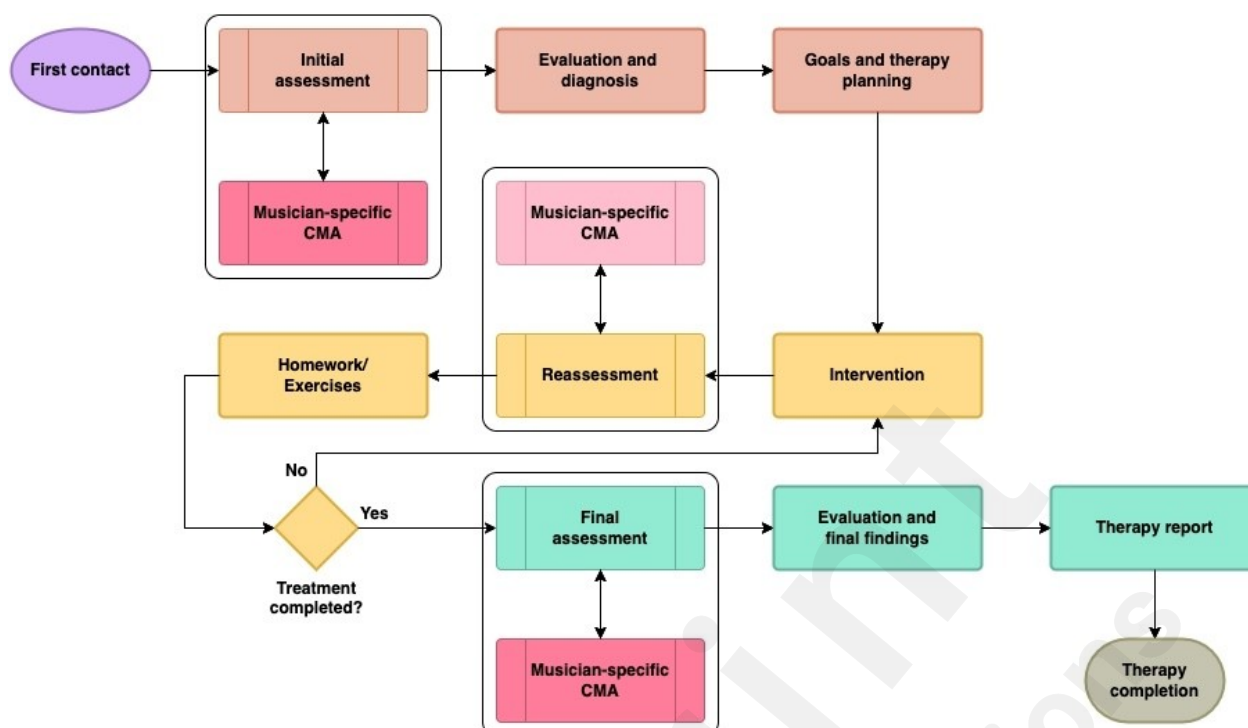 First contact
Initial
assessment
Evaluation and
diagnosis
Goals and therapy
planning
Musician-specific
CMA
Musician-specific
CMA
Homework/
Exercises
Reassessment
Intervention
No
Yes
Treatment
completed?
Final
assessment
Evaluation and
final findings
Therapy report
Musician-specific
CMA
Therapy
completion